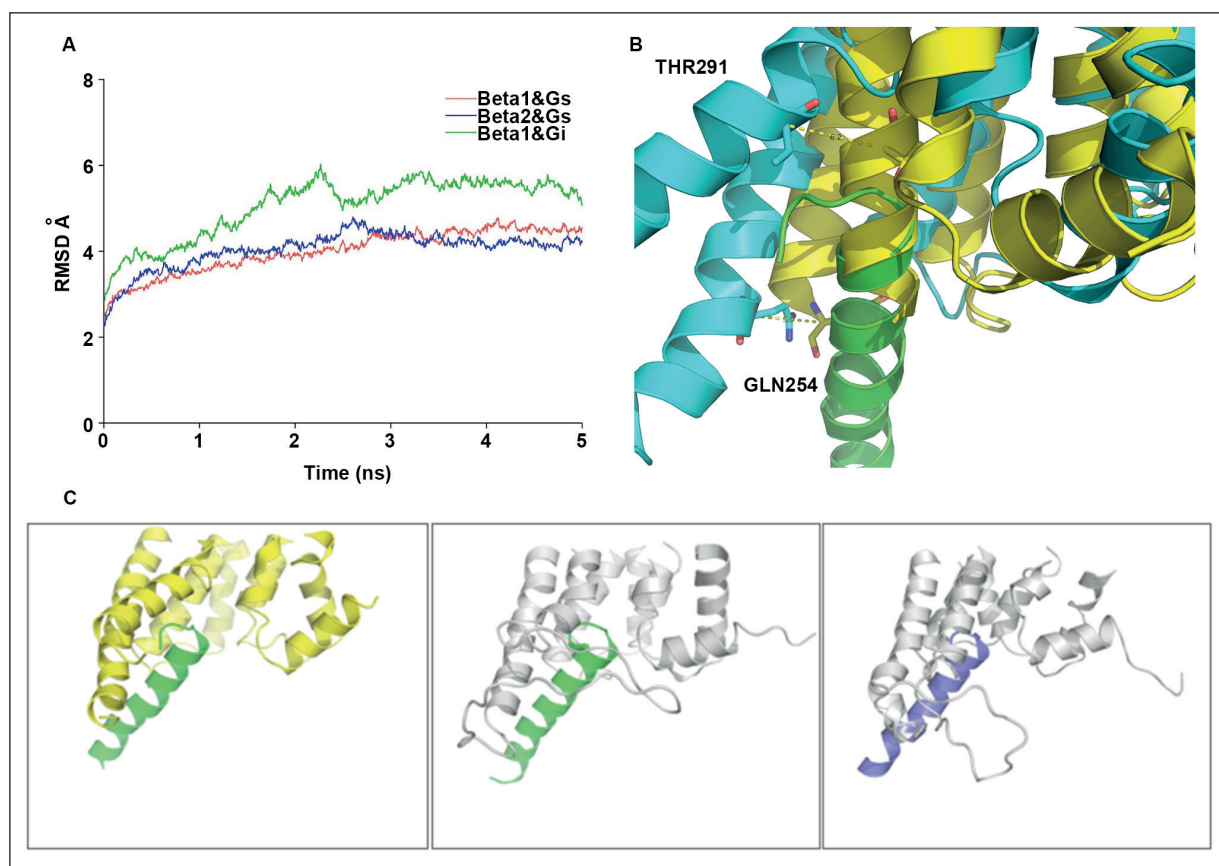 A
8
6
4
2
0
RMSD Å
0 1 2 3 4 5
Time (ns)
Beta1&Gs
Beta2&Gs
Beta1&Gi
B
THR291
GLN254
C